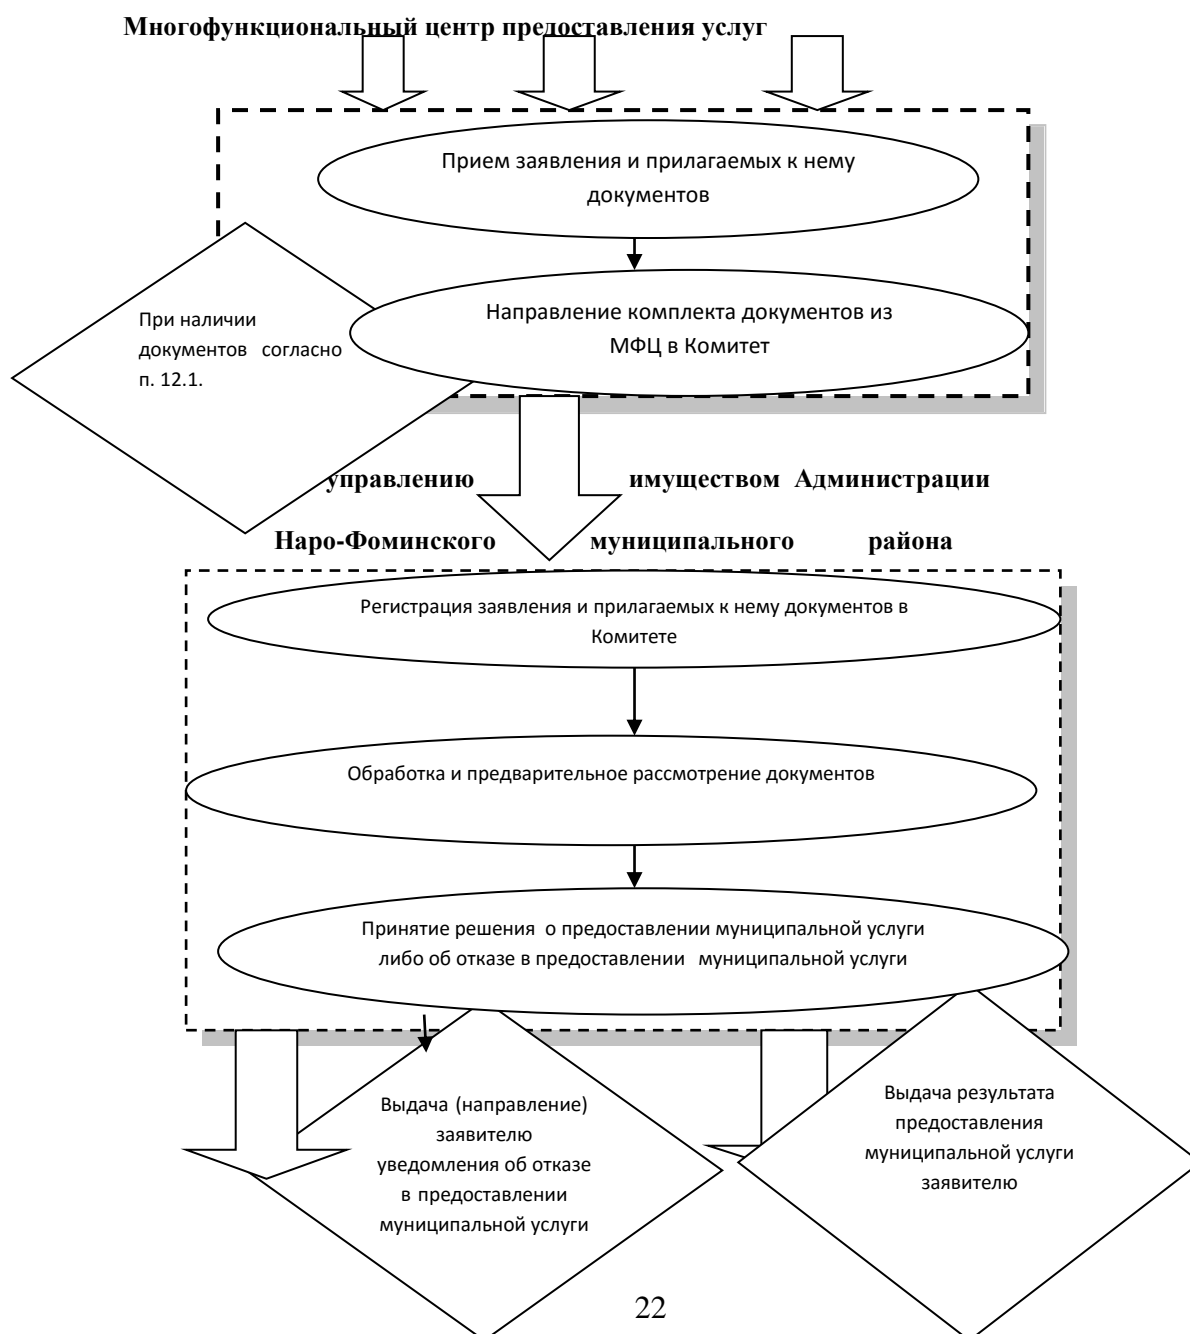 Многофункциональный центр предоставления услуг
Прием заявления и прилагаемых к нему
документов
Направление комплекта документов из
МФЦ в Комитет
При наличии
документов согласно
п. 12.1.
управлению имуществом Администрации
Наро-Фоминского муниципального района
Регистрация заявления и прилагаемых к нему документов в
Комитете
Обработка и предварительное рассмотрение документов
Принятие решения о предоставлении муниципальной услуги
либо об отказе в предоставлении муниципальной услуги
Выдача (направление)
заявителю
уведомления об отказе
в предоставлении
муниципальной услуги
Выдача результата
предоставления
муниципальной услуги
заявителю
22